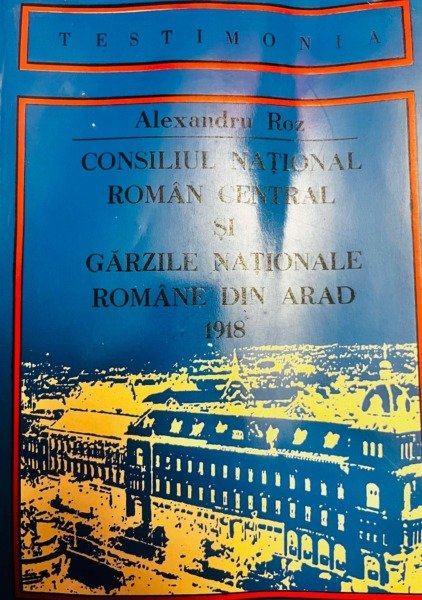 TESTIMONIA
Alexandru Roz
CONSILIUL NAȚIONAL
ROMÂN CENTRAL
ȘI
GĂRZILE NAȚIONALE
ROMÂNE DIN ARAD
1918